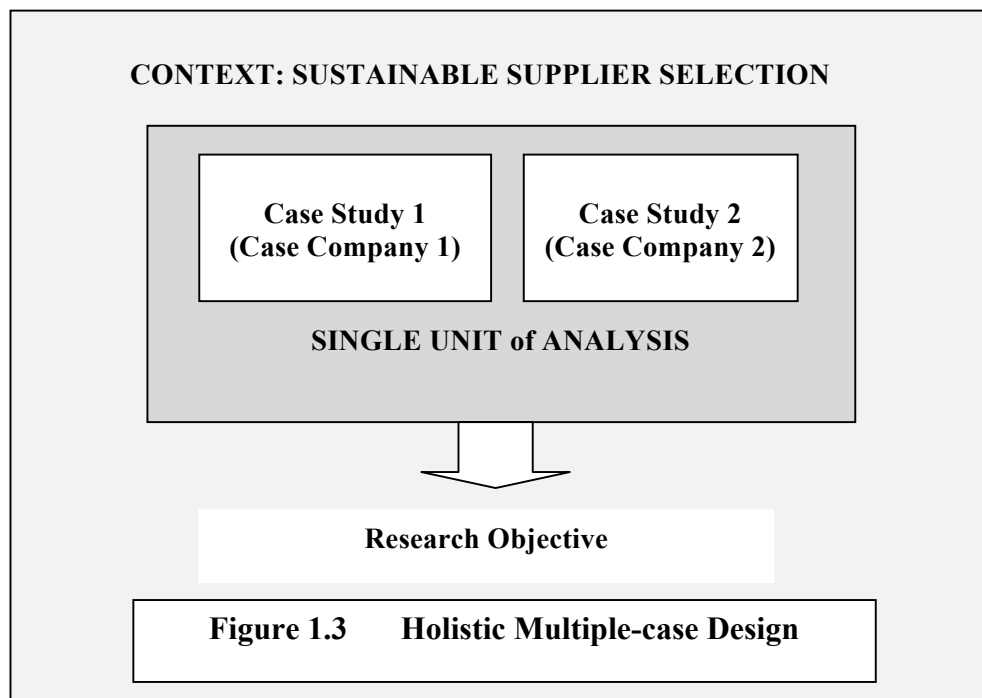 CONTEXT: SUSTAINABLE SUPPLIER SELECTION
Case Study 1
(Case Company 1)
Case Study 2
(Case Company 2)
SINGLE UNIT of ANALYSIS
Research Objective
Figure 1.3 Holistic Multiple-case Design